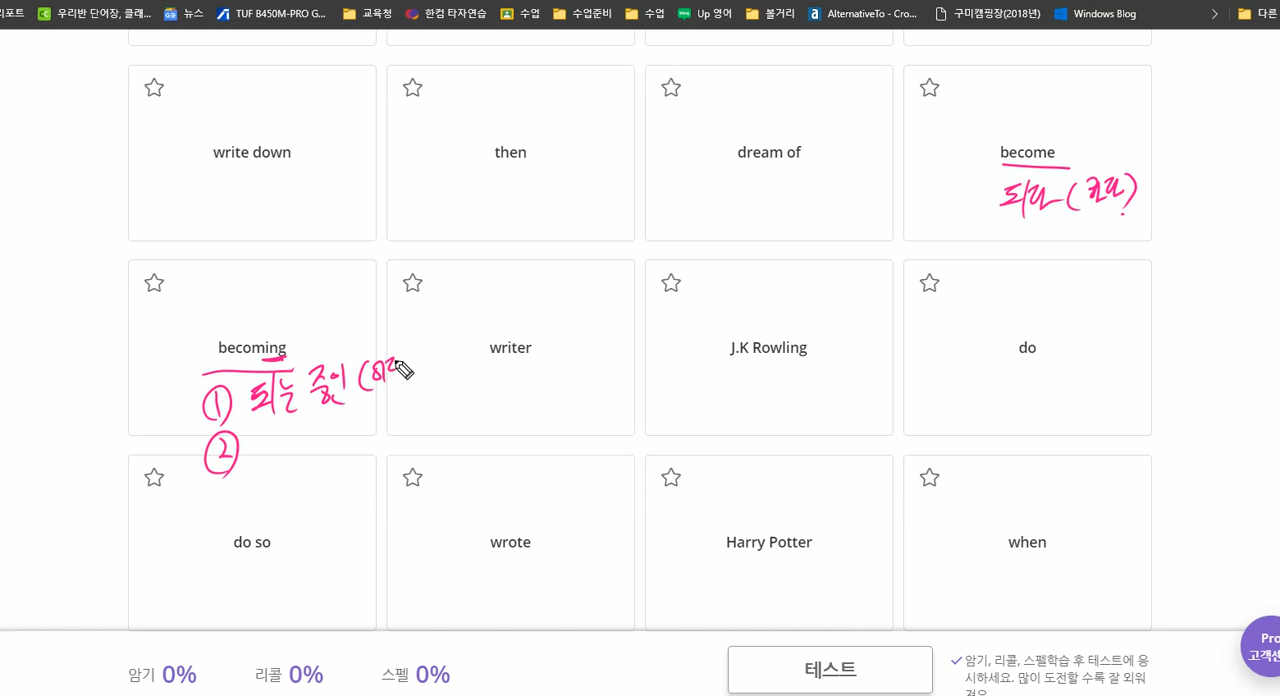 리포트 우리반 단어장, 클래... 뉴스 TUF B450M-PRO G... 교육청 한컴 타자연습 수업 수업준비 수업 Up 영어 볼거리 AlternativeTo - Cro... 구미캠핑장(2018년) Windows Blog 다른
write down then dream of become
되다
becoming writer J.K Rowling do
① 되는 중인
②
do so wrote Harry Potter when
암기 0% 리콜 0% 스펠 0% 테스트
암기, 리콜, 스펠학습 후 테스트에 응
시하세요. 많이 도전할 수록 잘 외워
져요
Pro
고객센